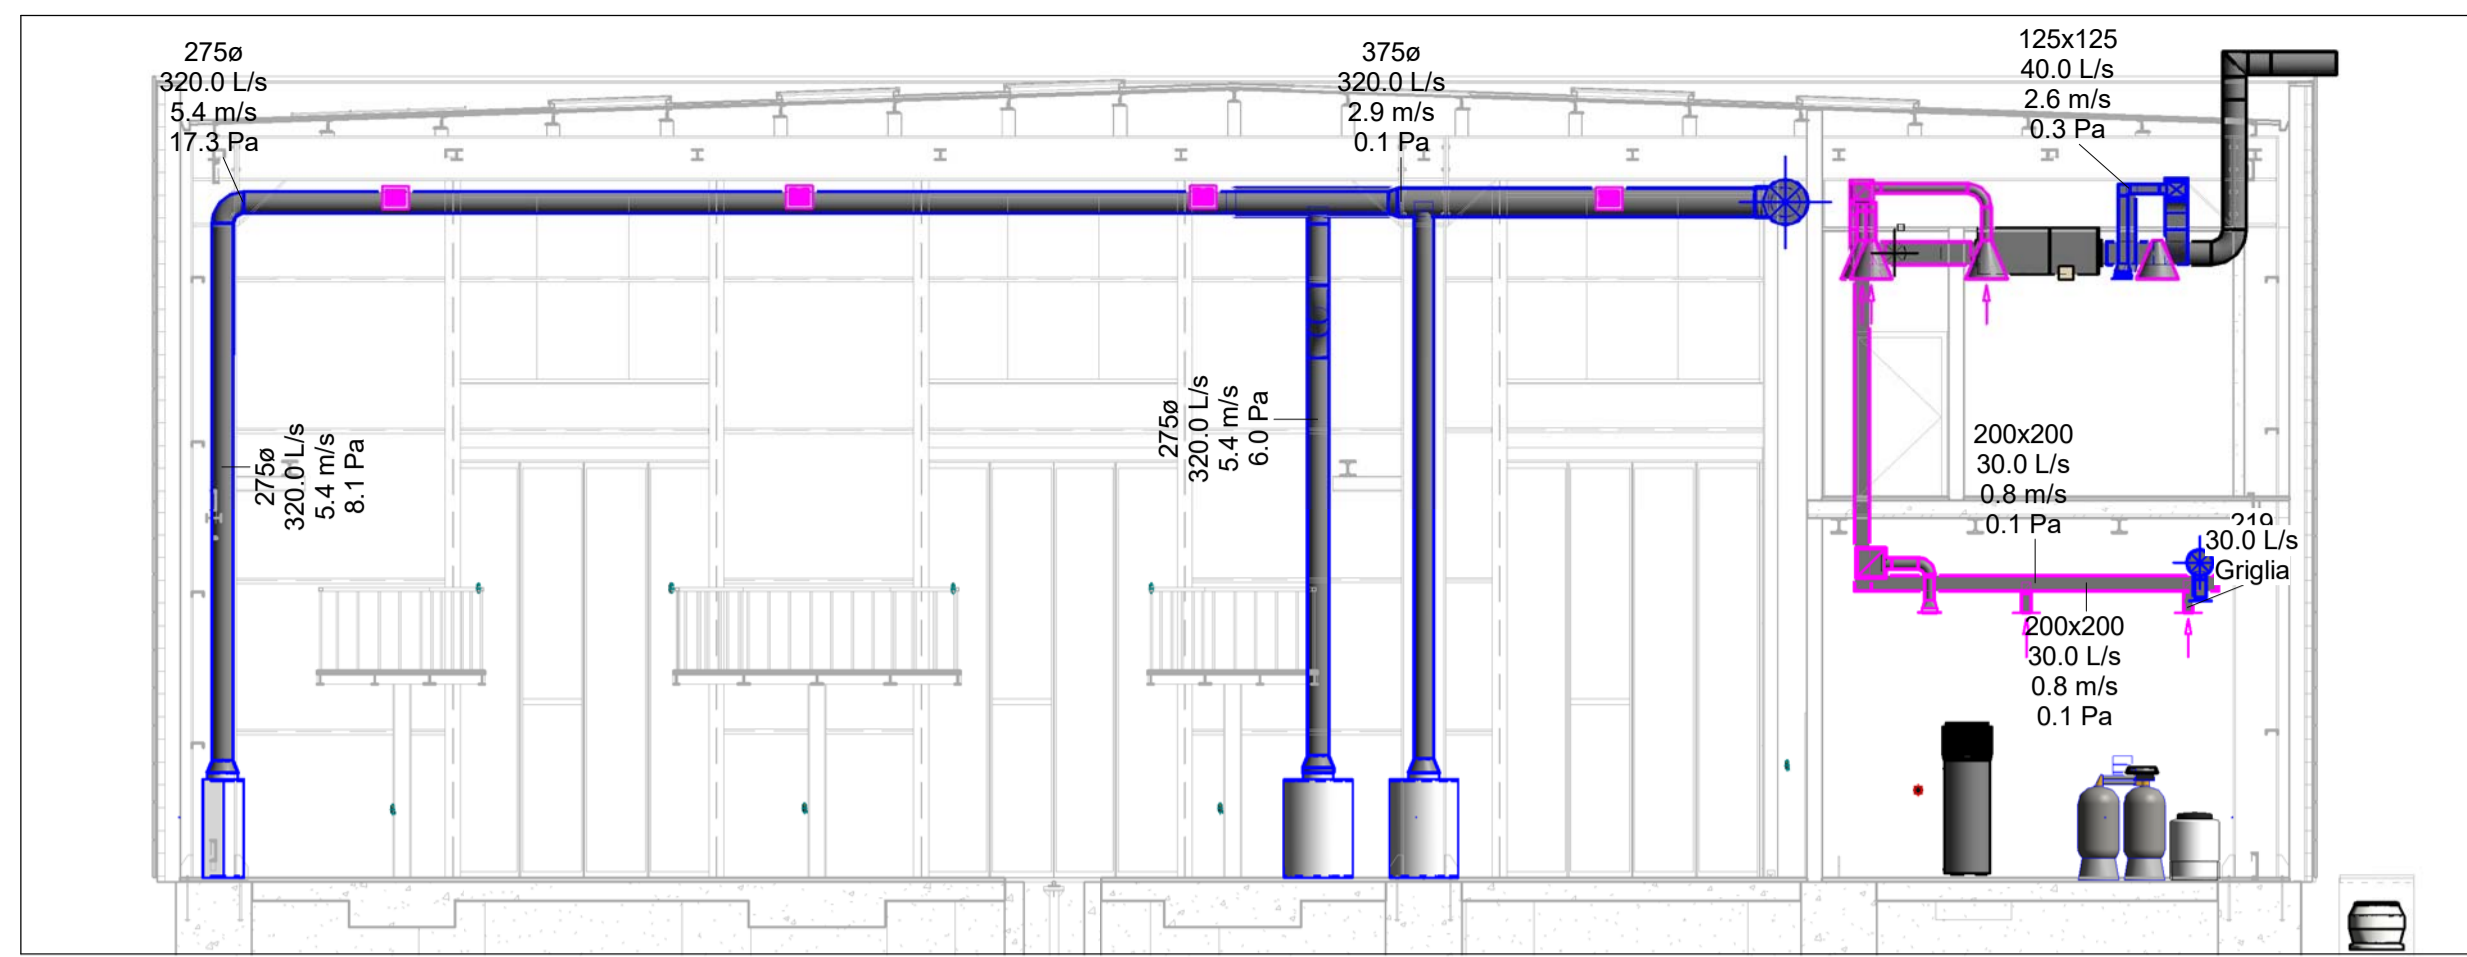 275ø
320.0 L/s
5.4 m/s
17.3 Pa
375ø
320.0 L/s
2.9 m/s
0.1 Pa
125x125
40.0 L/s
2.6 m/s
0.3 Pa
275ø
320.0 L/s
5.4 m/s
8.1 Pa
275ø
320.0 L/s
5.4 m/s
6.0 Pa
200x200
30.0 L/s
0.8 m/s
0.1 Pa
219
30.0 L/s
Griglia
200x200
30.0 L/s
0.8 m/s
0.1 Pa